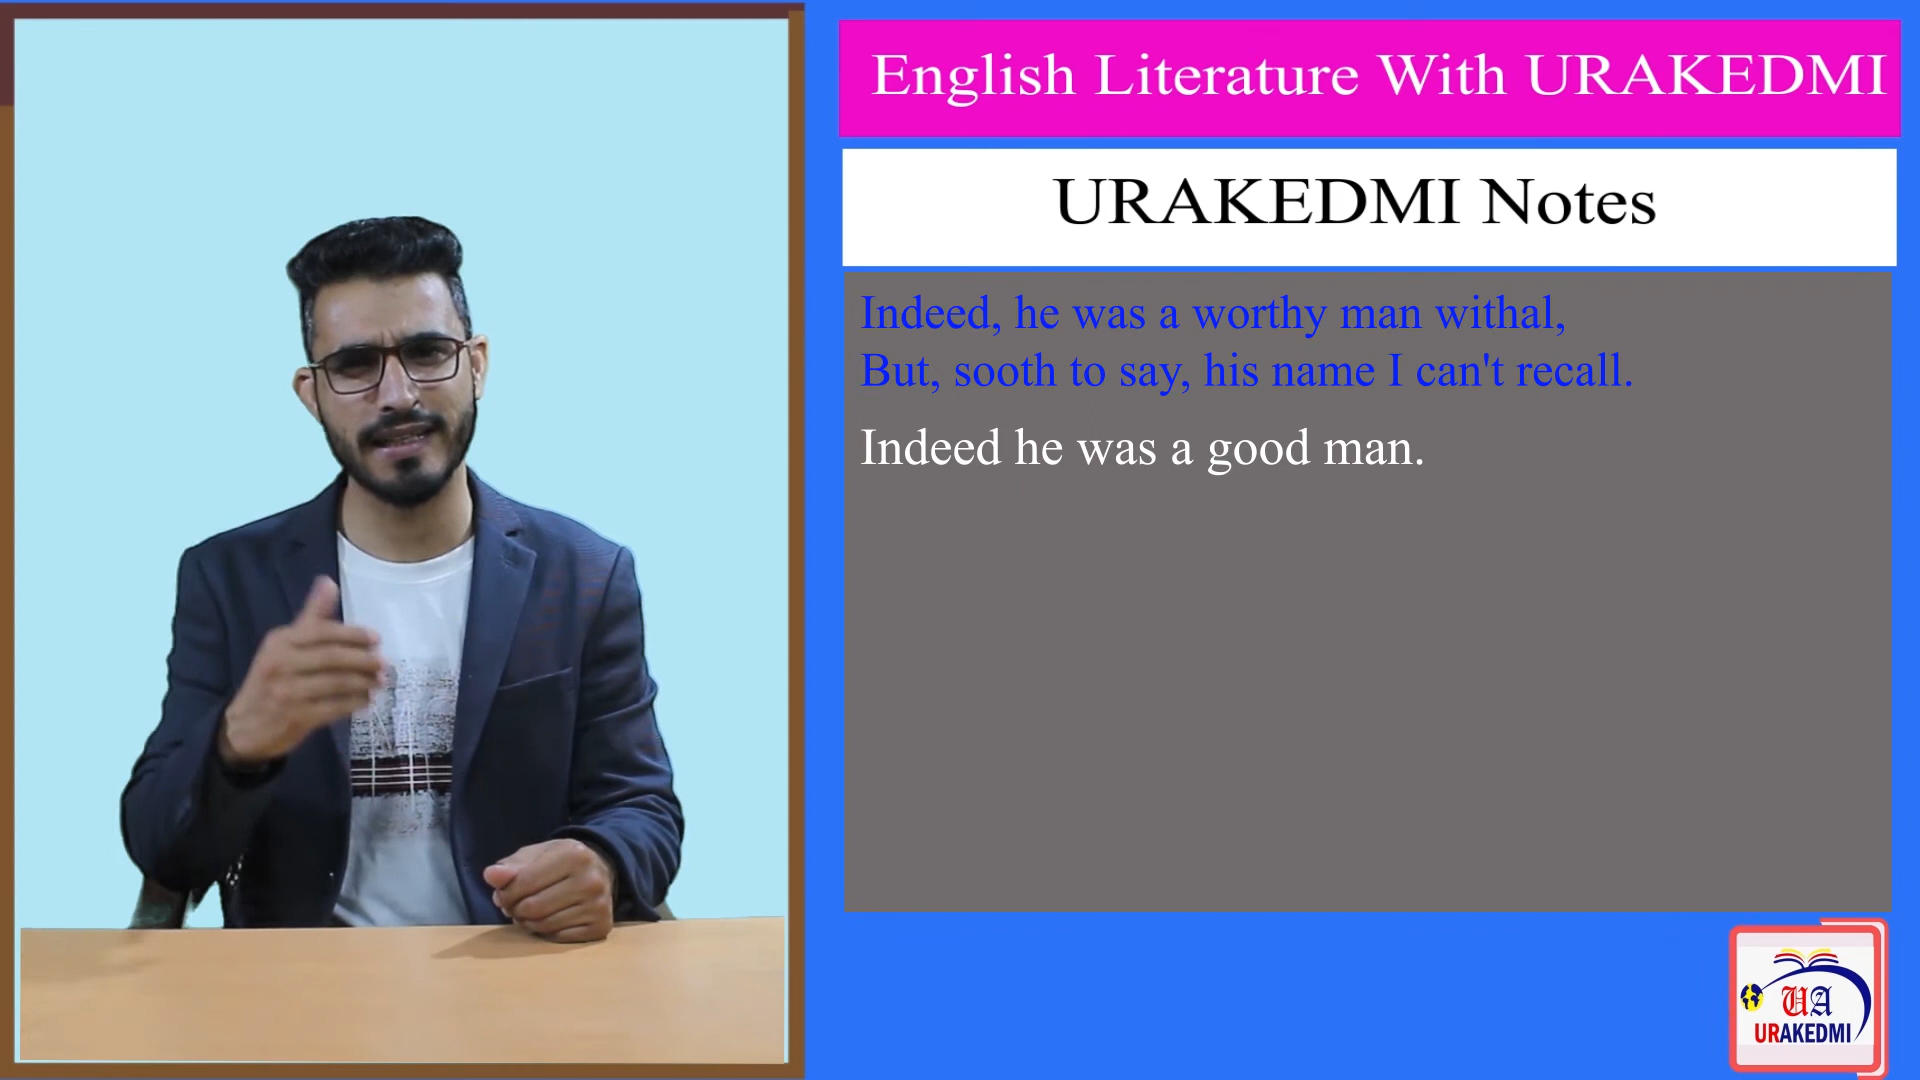 English Literature With URAKEDMI
URAKEDMI Notes
Indeed, he was a worthy man withal,
But, sooth to say, his name I can't recall.
Indeed he was a good man.
UA
URAKEDMI